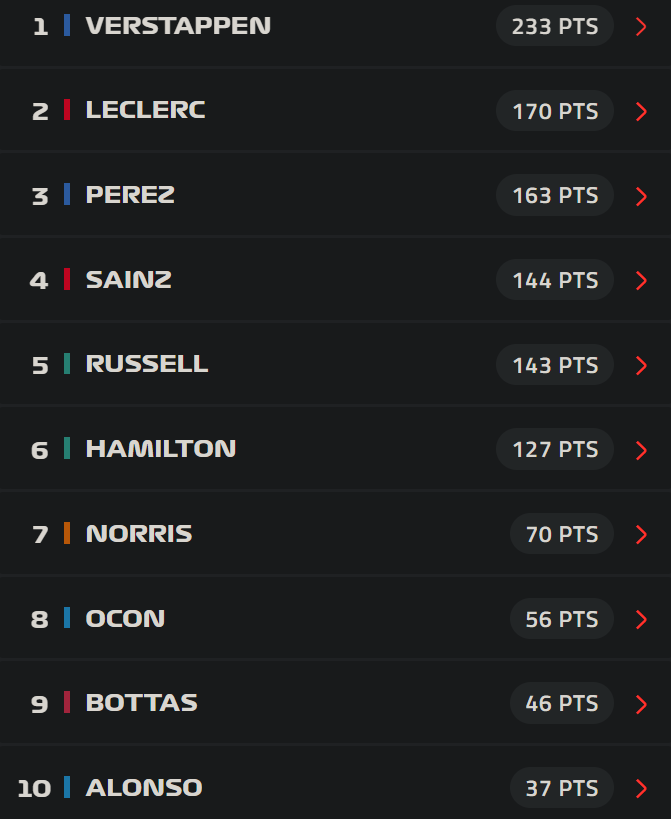 1 VERSTAPPEN 233 PTS
2 LECLERC 170 PTS
3 PEREZ 163 PTS
4 SAINZ 144 PTS
5 RUSSELL 143 PTS
6 HAMILTON 127 PTS
7 NORRIS 70 PTS
8 OCON 56 PTS
9 BOTTAS 46 PTS
10 ALONSO 37 PTS